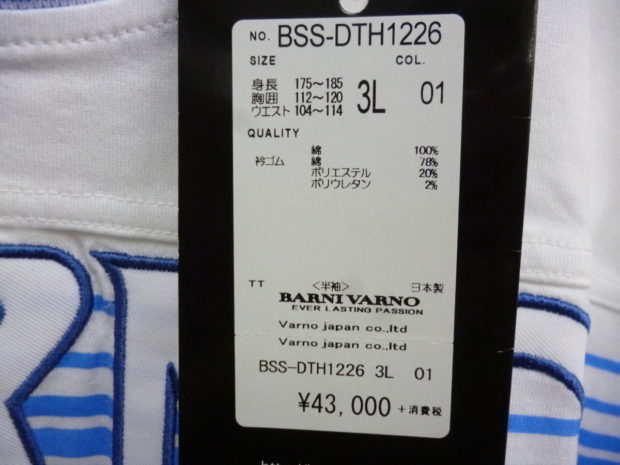 NO. BSS-DTH1226
SIZE COL.
身長 175〜185
胸囲 112〜120
ウエスト 104〜114
3L 01
QUALITY
綿 100%
衿ゴム 綿 78%
ポリエステル 20%
ポリウレタン 2%
TT 〈半袖〉 日本製
BARNI VARNO
EVER LASTING PASSION
Varno japan co.,ltd
Varno japan co.,ltd
BSS-DTH1226 3L 01
¥43,000 +消費税